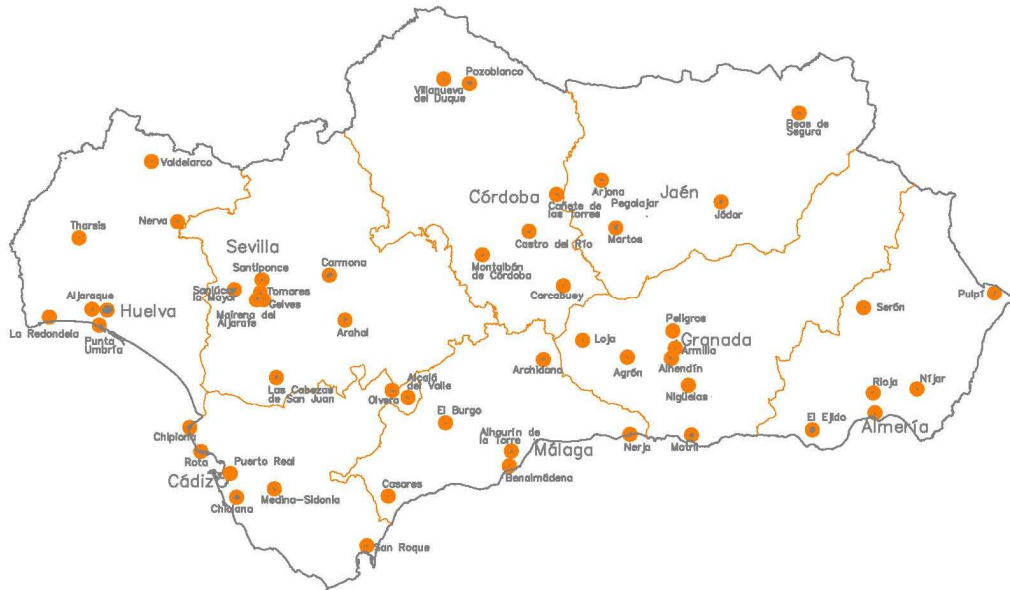 Pozoblanco
Villanueva
del Duque
Beas de
Segura
Valdelarco
Córdoba
Arjona
Jaén
Cañete de
las Torres
Pegalajar
Jódar
Tharsis
Nerva
Martos
Castro del Río
Sevilla
Santiponce
Carmona
Montalbán
de Córdoba
Sanlúcar
la Mayor
Tomares
Gelves
Mairena del
Aljarafe
Carcabuey
Pulpí
Aljaraque
Huelva
Serón
La Redondela
Punta
Umbría
Arahal
Peligros
Loja
Granada
Armilla
Agrón
Alhendín
Archidona
Las Cabezas
de San Juan
Alcalá
del Valle
Olvera
Nigüelas
Rioja
Níjar
El Burgo
El Ejido
Almería
Chipiona
Alhgurín de
la Torre
Málaga
Nerja
Motril
Rota
Puerto Real
Benalmádena
Cádiz
Chiclana
Medina-Sidonia
Casares
San Roque